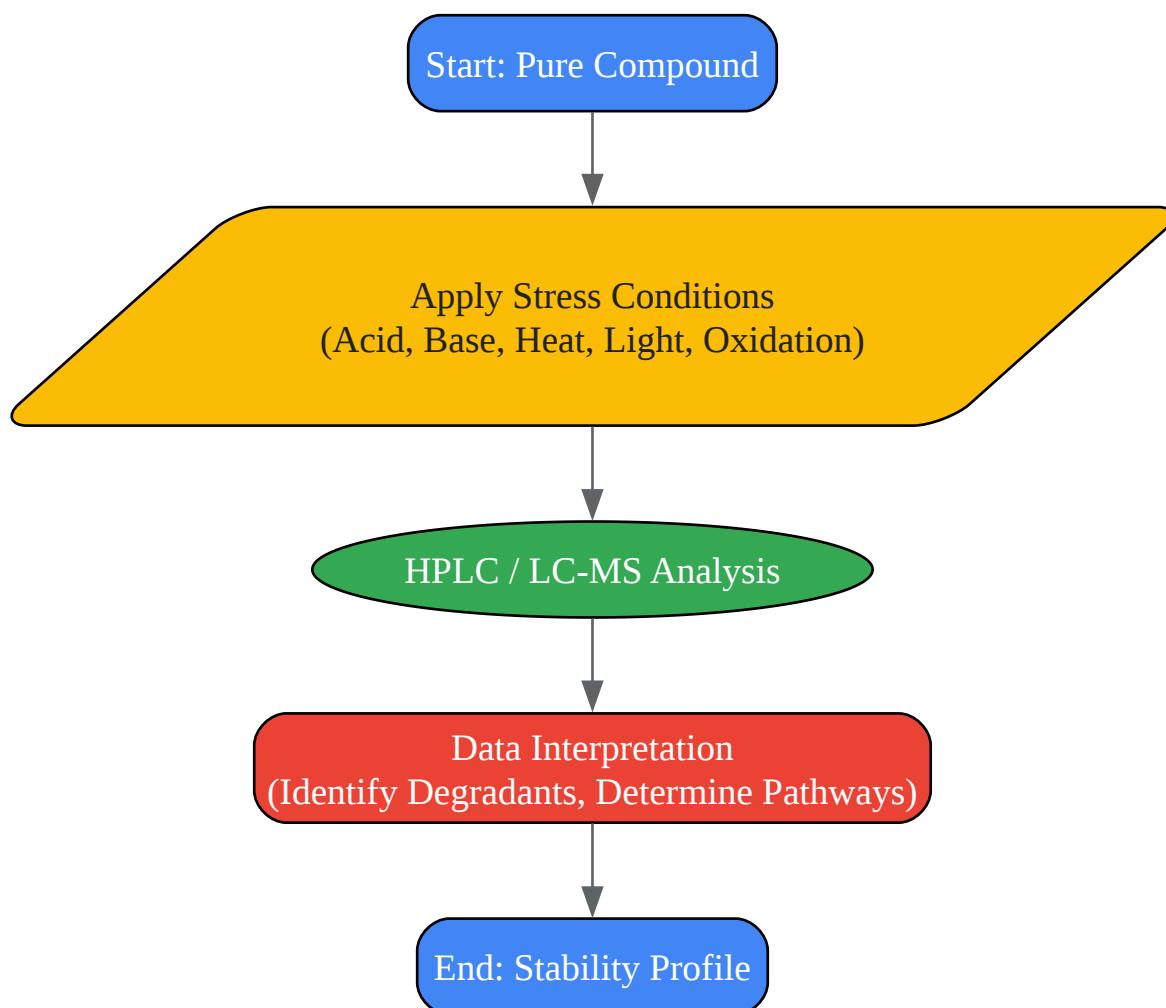 Start: Pure Compound
Apply Stress Conditions
(Acid, Base, Heat, Light, Oxidation)
HPLC / LC-MS Analysis
Data Interpretation
(Identify Degradants, Determine Pathways)
End: Stability Profile